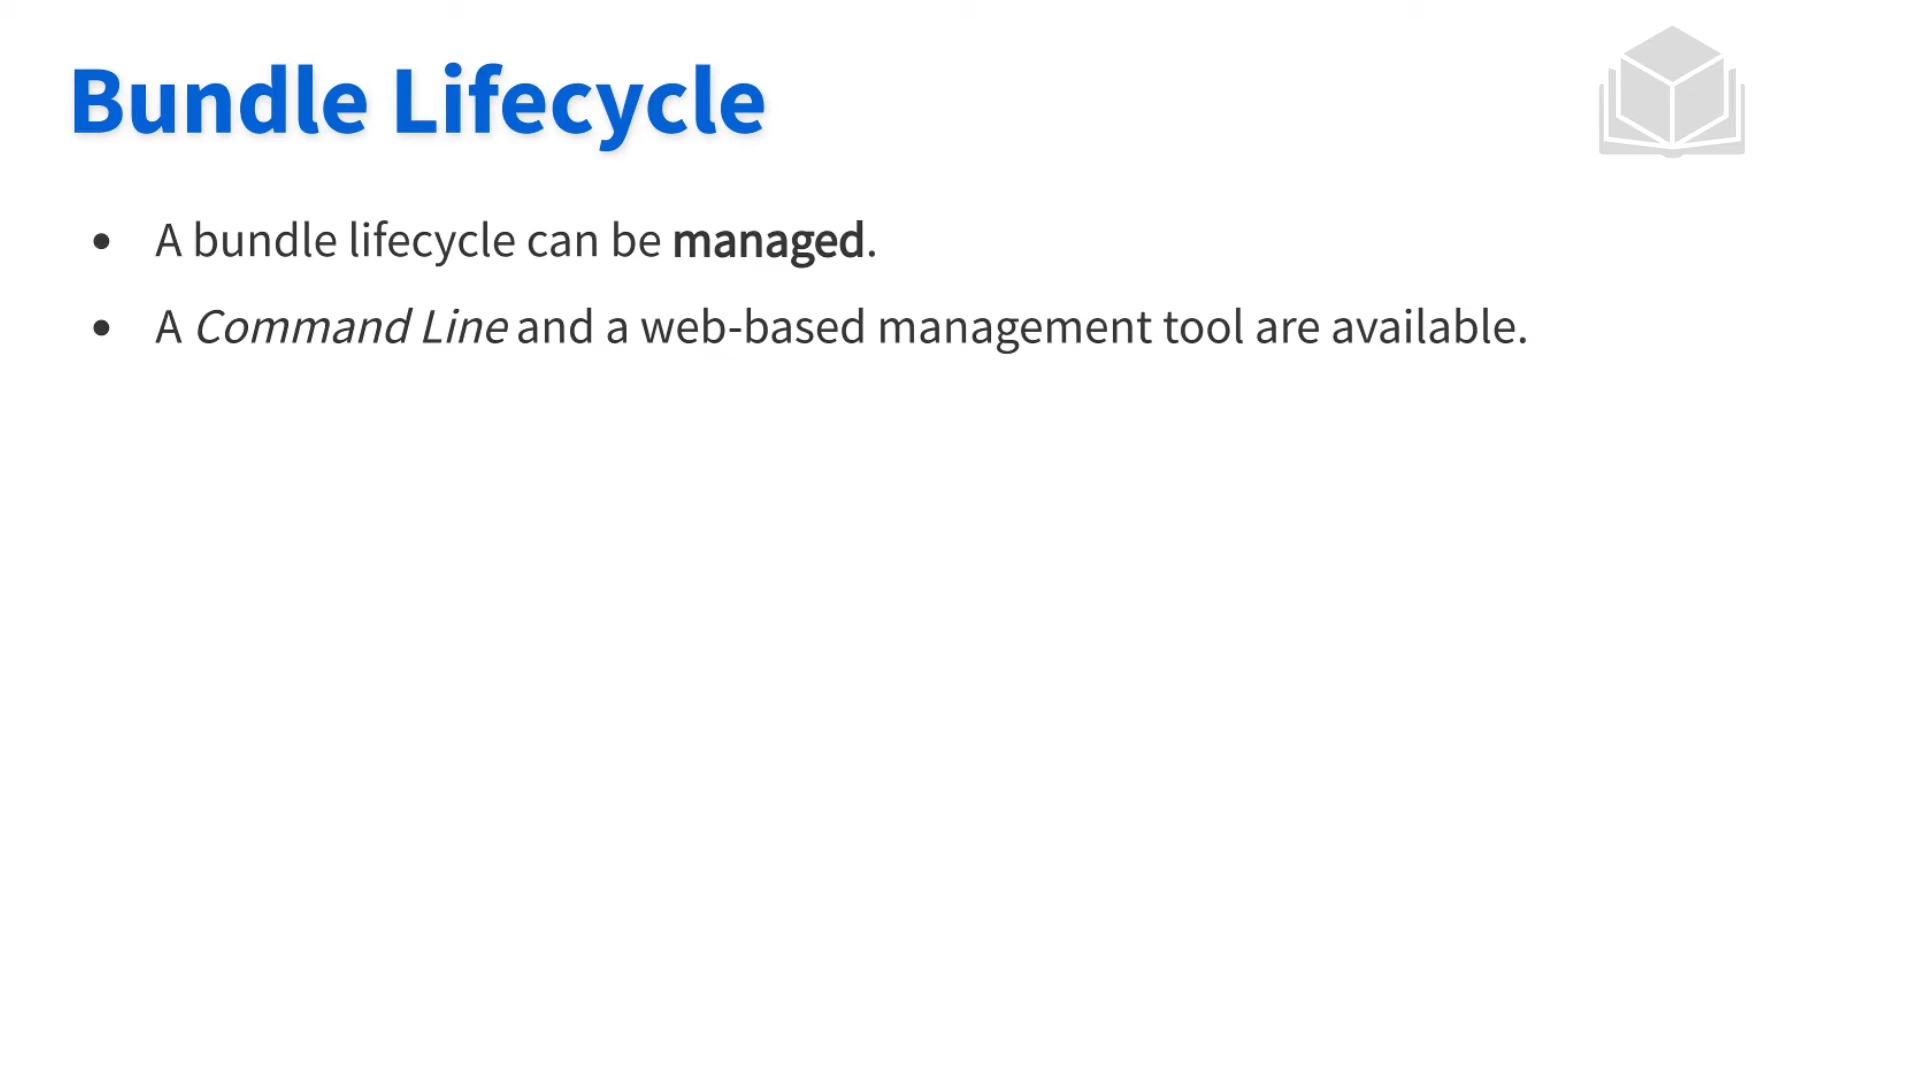 Bundle Lifecycle
• A bundle lifecycle can be managed.
• A Command Line and a web-based management tool are available.